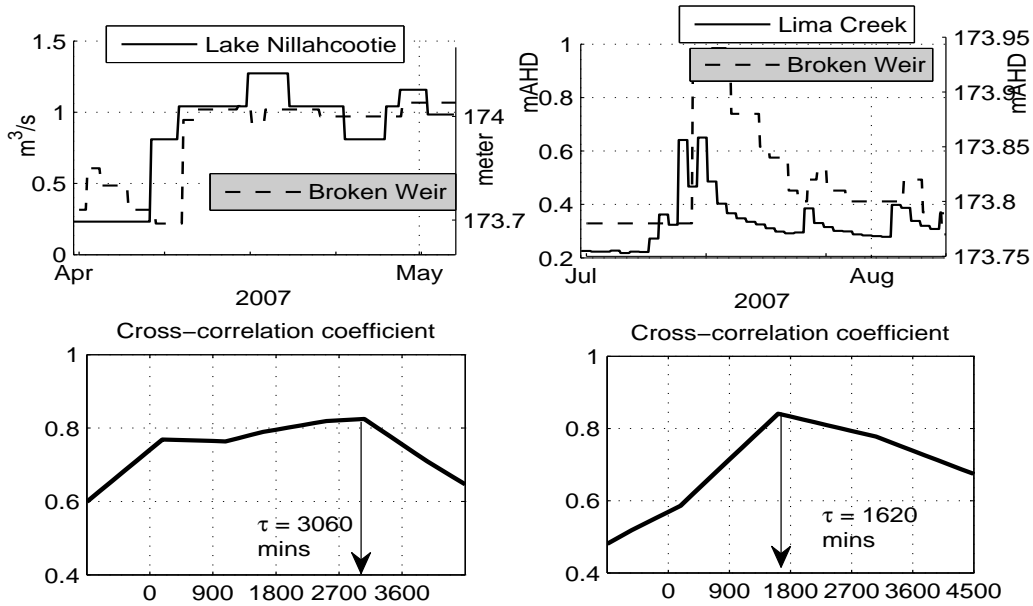 Lake Nillahcootie
Broken Weir
1.5
1
0.5
0
m³/s
174
173.7
meter
Apr
May
2007
Lima Creek
Broken Weir
1
0.8
0.6
0.4
0.2
mAHD
173.95
173.9
173.85
173.8
173.75
mAHD
Jul
Aug
2007
Cross−correlation coefficient
1
0.8
0.6
0.4
τ = 3060
mins
0 900 1800 2700 3600
Cross−correlation coefficient
1
0.8
0.6
0.4
τ = 1620
mins
0 900 1800 2700 3600 4500